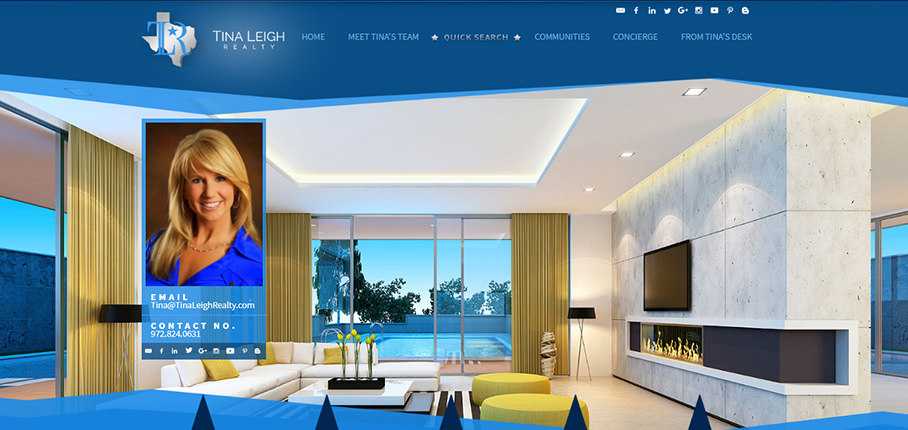 TINA LEIGH
REALTY
HOME MEET TINA'S TEAM QUICK SEARCH COMMUNITIES CONCIERGE FROM TINA'S DESK
EMAIL
Tina@TinaLeighRealty.com
CONTACT NO.
972.824.0631